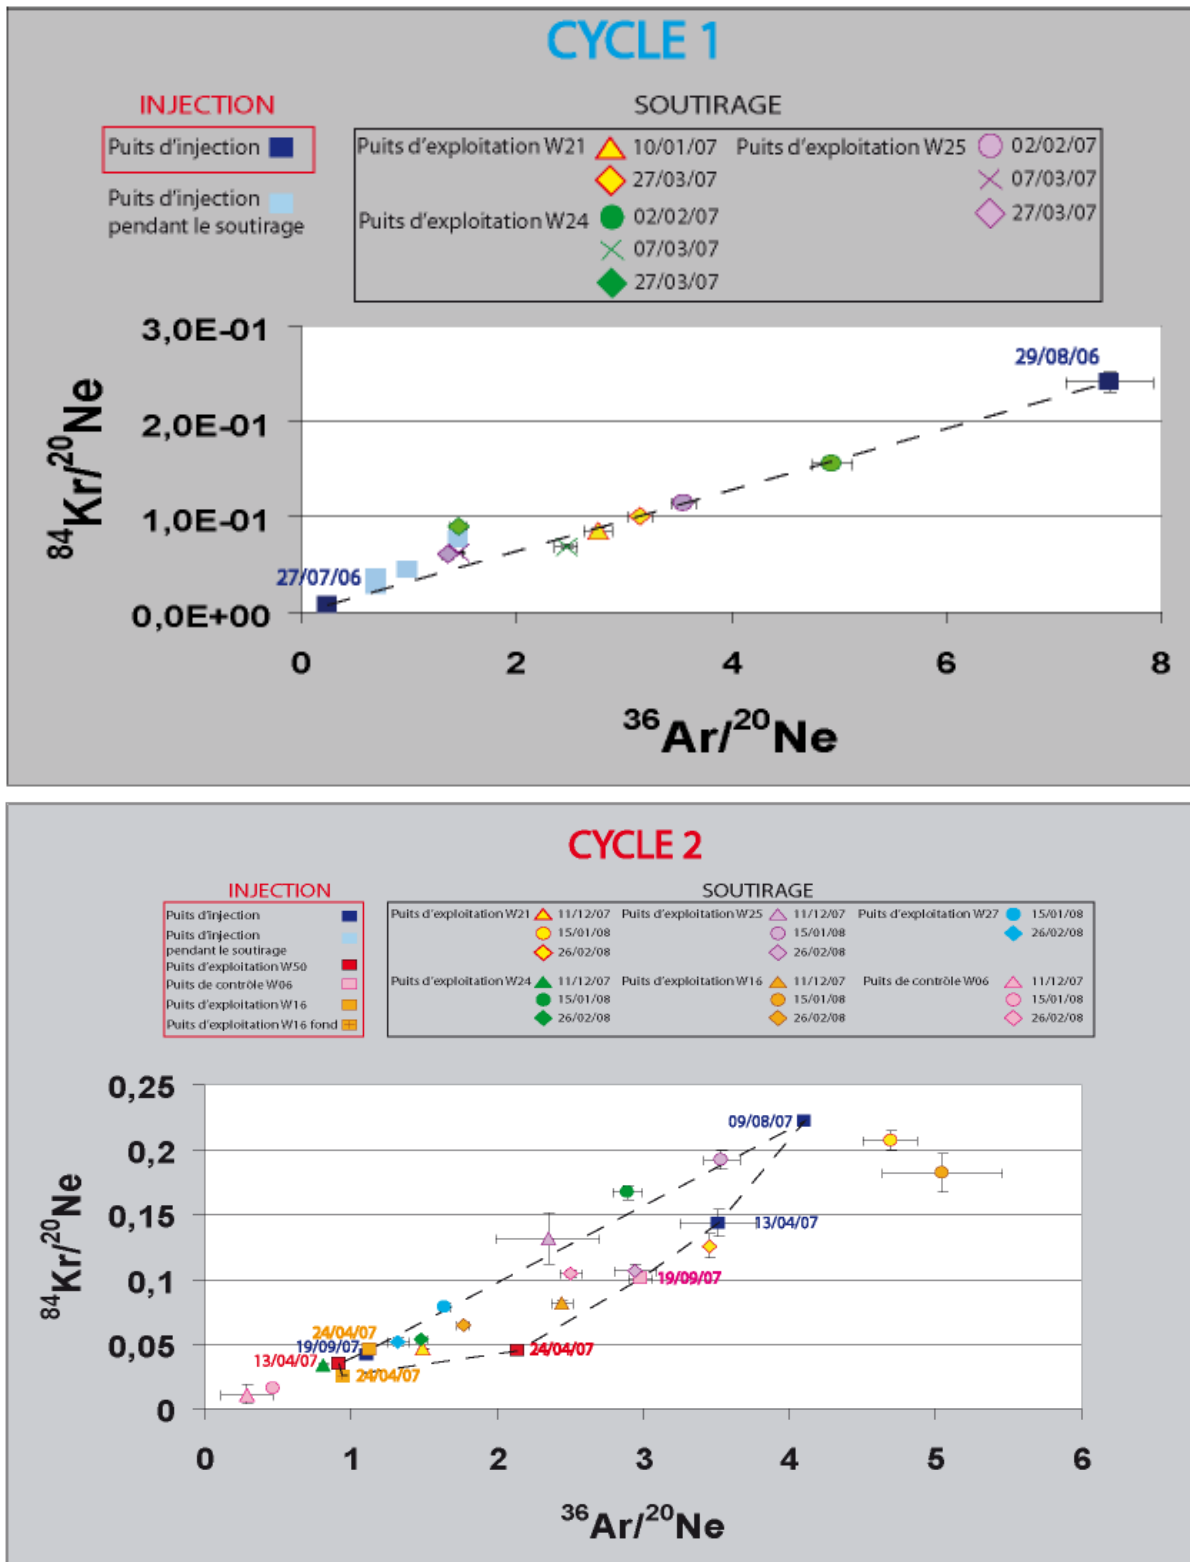 CYCLE 1
INJECTION
SOUTIRAGE
Puits d'injection
Puits d'injection
pendant le soutirage
Puits d'exploitation W21 10/01/07 Puits d'exploitation W25 02/02/07
27/03/07 07/03/07
Puits d'exploitation W24 02/02/07 27/03/07
07/03/07
27/03/07
3,0E-01
2,0E-01
1,0E-01
0,0E+00
84Kr/20Ne
29/08/06
27/07/06
0 2 4 6 8
36Ar/20Ne
CYCLE 2
INJECTION
SOUTIRAGE
Puits d'injection
Puits d'injection
pendant le soutirage
Puits d'exploitation W50
Puits de contrôle W06
Puits d'exploitation W16
Puits d'exploitation W16 fond
Puits d'exploitation W21 11/12/07 Puits d'exploitation W25 11/12/07 Puits d'exploitation W27 15/01/08
15/01/08 15/01/08 26/02/08
26/02/08 26/02/08
Puits d'exploitation W24 11/12/07 Puits d'exploitation W16 11/12/07 Puits de contrôle W06 11/12/07
15/01/08 15/01/08 15/01/08
26/02/08 26/02/08 26/02/08
0,25
0,2
0,15
0,1
0,05
0
84Kr/20Ne
09/08/07
13/04/07
19/09/07
24/04/07
24/04/07
19/09/07
13/04/07
24/04/07
0 1 2 3 4 5 6
36Ar/20Ne